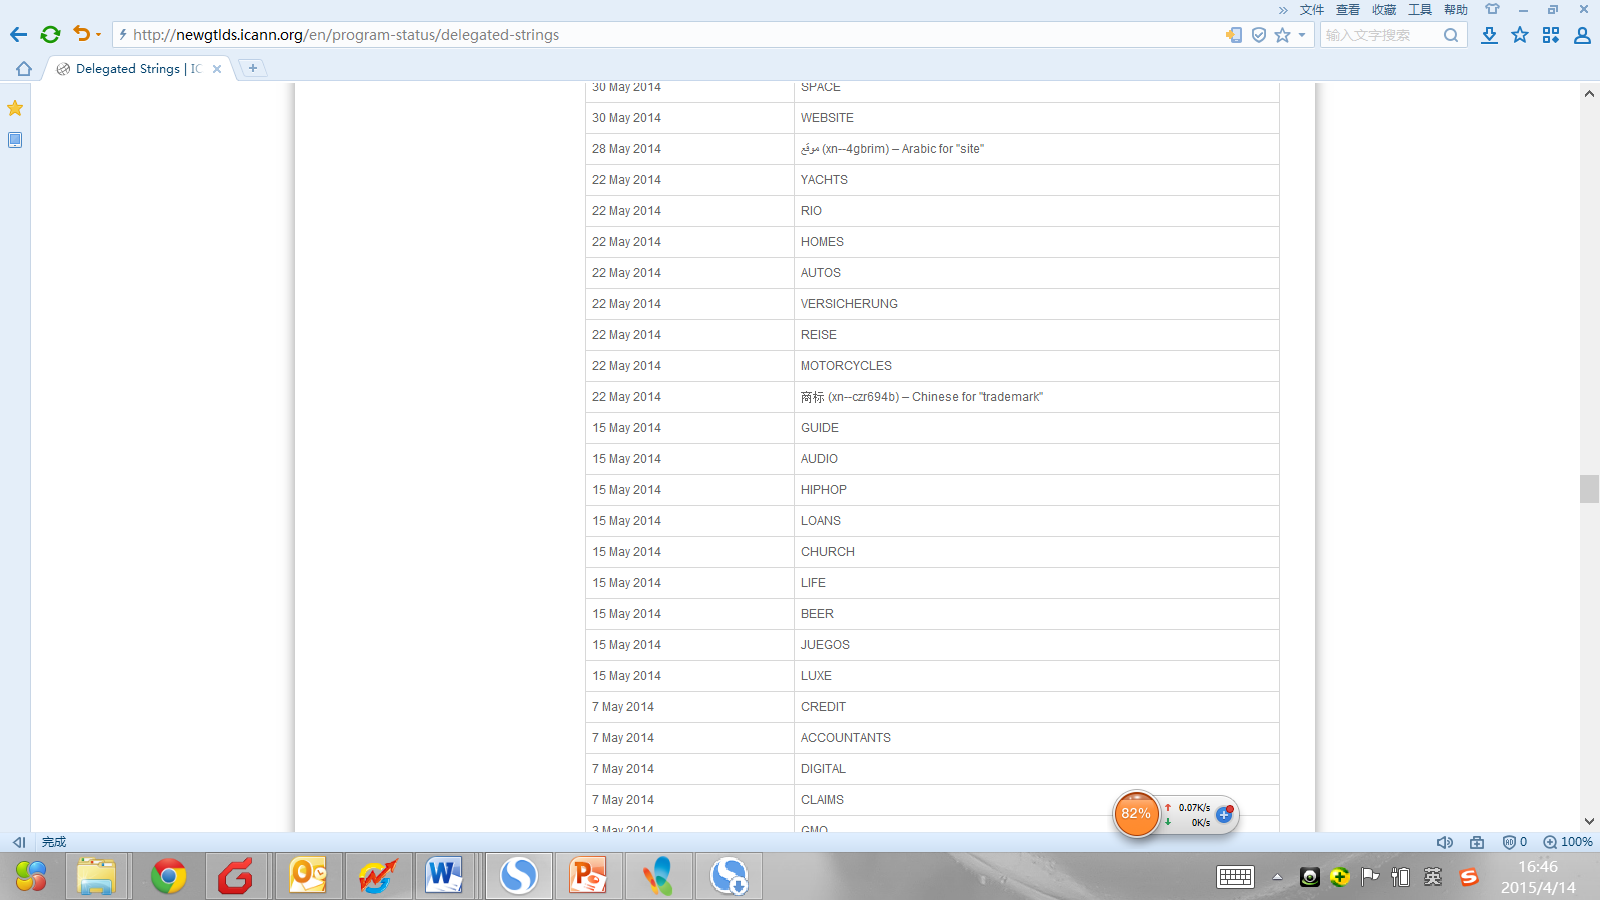 » 文件 查看 收藏 工具 帮助
http://newgtlds.icann.org/en/program-status/delegated-strings
输入文字搜索
Delegated Strings | IC
30 May 2014 SPACE
30 May 2014 WEBSITE
28 May 2014 موقع (xn--4gbrim) – Arabic for "site"
22 May 2014 YACHTS
22 May 2014 RIO
22 May 2014 HOMES
22 May 2014 AUTOS
22 May 2014 VERSICHERUNG
22 May 2014 REISE
22 May 2014 MOTORCYCLES
22 May 2014 商标 (xn--czr694b) – Chinese for "trademark"
15 May 2014 GUIDE
15 May 2014 AUDIO
15 May 2014 HIPHOP
15 May 2014 LOANS
15 May 2014 CHURCH
15 May 2014 LIFE
15 May 2014 BEER
15 May 2014 JUEGOS
15 May 2014 LUXE
7 May 2014 CREDIT
7 May 2014 ACCOUNTANTS
7 May 2014 DIGITAL
7 May 2014 CLAIMS
3 May 2014 GMO
82% 0.07K/s
0K/s
完成
0 100%
英
16:46
2015/4/14